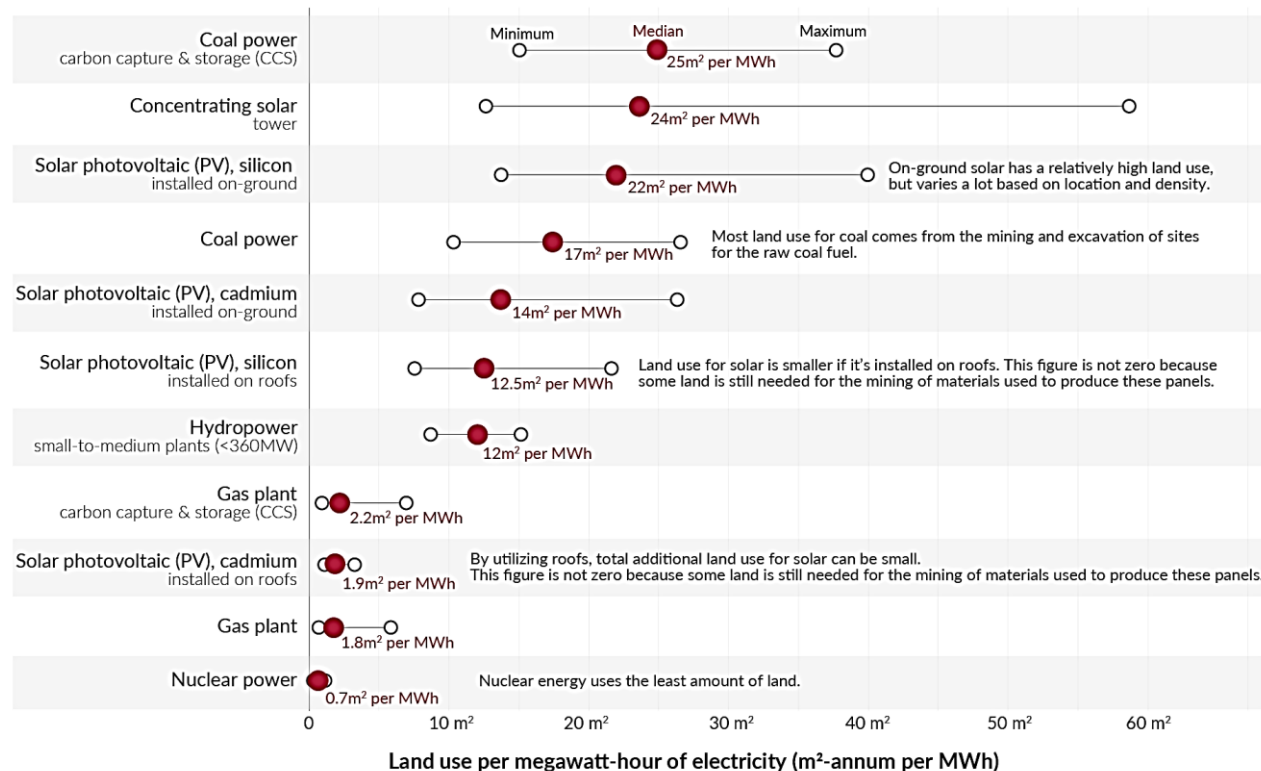 Minimum Median Maximum
Coal power
carbon capture & storage (CCS)
25m² per MWh
Concentrating solar
tower
24m² per MWh
Solar photovoltaic (PV), silicon
installed on-ground
22m² per MWh
On-ground solar has a relatively high land use,
but varies a lot based on location and density.
Coal power
17m² per MWh
Most land use for coal comes from the mining and excavation of sites
for the raw coal fuel.
Solar photovoltaic (PV), cadmium
installed on-ground
14m² per MWh
Solar photovoltaic (PV), silicon
installed on roofs
12.5m² per MWh
Land use for solar is smaller if it's installed on roofs. This figure is not zero because
some land is still needed for the mining of materials used to produce these panels.
Hydropower
small-to-medium plants (<360MW)
12m² per MWh
Gas plant
carbon capture & storage (CCS)
2.2m² per MWh
Solar photovoltaic (PV), cadmium
installed on roofs
1.9m² per MWh
By utilizing roofs, total additional land use for solar can be small.
This figure is not zero because some land is still needed for the mining of materials used to produce these panels.
Gas plant
1.8m² per MWh
Nuclear power
0.7m² per MWh
Nuclear energy uses the least amount of land.
0 10 m² 20 m² 30 m² 40 m² 50 m² 60 m²
Land use per megawatt-hour of electricity (m²-annum per MWh)